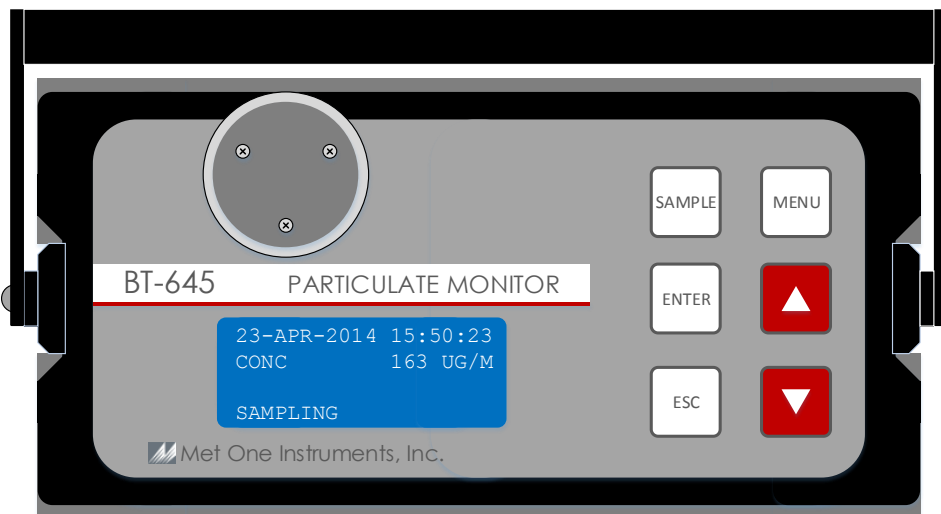 SAMPLE MENU
BT-645 PARTICULATE MONITOR
ENTER
23-APR-2014 15:50:23
CONC 163 UG/M
SAMPLING
ESC
Met One Instruments, Inc.